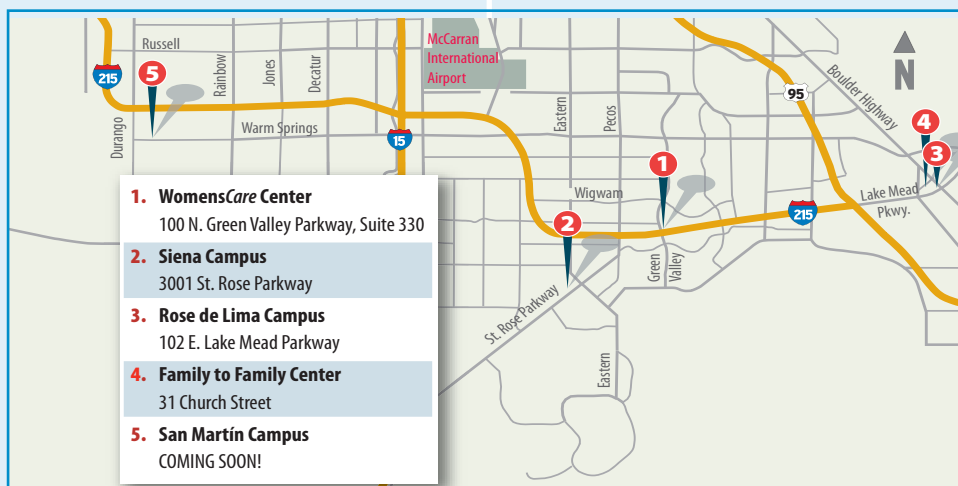 Russell
McCarran
International
Airport
215
5
Durango
Rainbow
Jones
Decatur
Warm Springs
15
Eastern
Pecos
95
Boulder Highway
N
4
3
1
Wigwam
Lake Mead
Pkwy.
215
2
Green
Valley
St. Rose Parkway
Eastern
1. WomensCare Center
100 N. Green Valley Parkway, Suite 330
2. Siena Campus
3001 St. Rose Parkway
3. Rose de Lima Campus
102 E. Lake Mead Parkway
4. Family to Family Center
31 Church Street
5. San Martín Campus
COMING SOON!